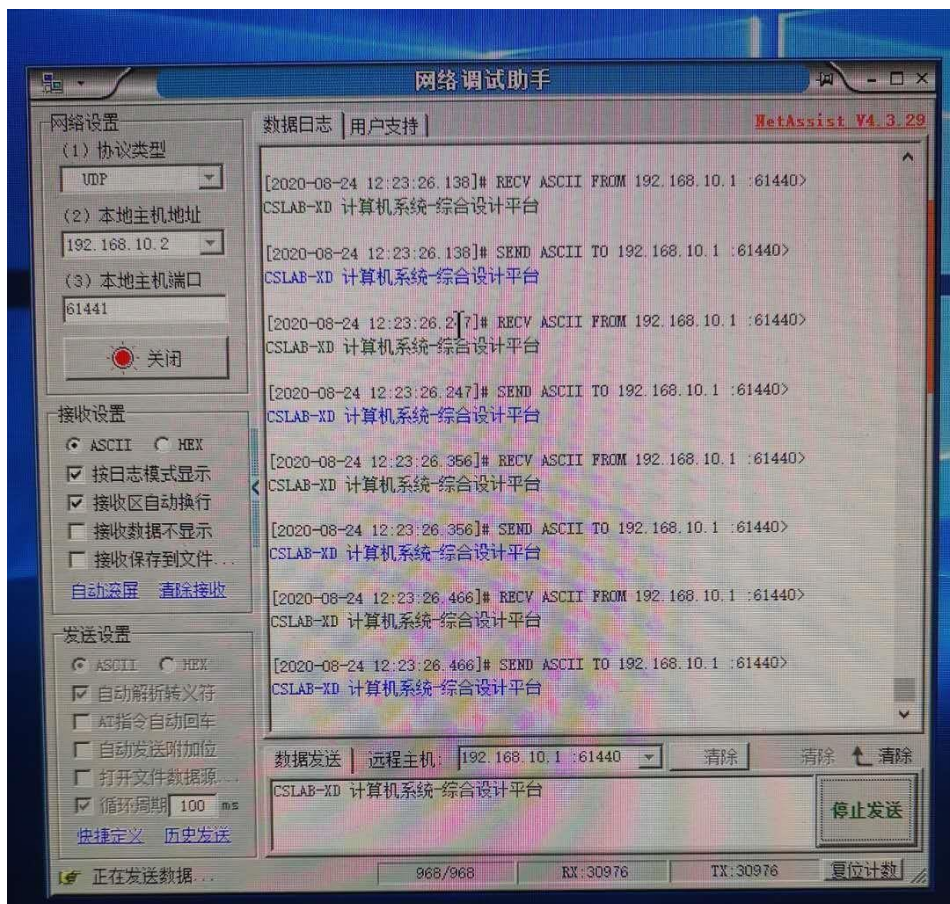 网络调试助手
网络设置
(1) 协议类型
UDP
(2) 本地主机地址
192.168.10.2
(3) 本地主机端口
61441
关闭
接收设置
ASCII HEX
按日志模式显示
接收区自动换行
接收数据不显示
接收保存到文件...
自动滚屏 清除接收
发送设置
ASCII HEX
自动解析转义符
AT指令自动回车
自动发送附加位
打开文件数据源...
循环周期 100 ms
快捷定义 历史发送
数据日志 用户支持
NetAssist V4.3.29
[2020-08-24 12:23:26.138]# RECV ASCII FROM 192.168.10.1 :61440>
CSLAB-XD 计算机系统-综合设计平台
[2020-08-24 12:23:26.138]# SEND ASCII TO 192.168.10.1 :61440>
CSLAB-XD 计算机系统-综合设计平台
[2020-08-24 12:23:26.2 7]# RECV ASCII FROM 192.168.10.1 :61440>
CSLAB-XD 计算机系统-综合设计平台
[2020-08-24 12:23:26.247]# SEND ASCII TO 192.168.10.1 :61440>
CSLAB-XD 计算机系统-综合设计平台
[2020-08-24 12:23:26.356]# RECV ASCII FROM 192.168.10.1 :61440>
CSLAB-XD 计算机系统-综合设计平台
[2020-08-24 12:23:26.356]# SEND ASCII TO 192.168.10.1 :61440>
CSLAB-XD 计算机系统-综合设计平台
[2020-08-24 12:23:26.466]# RECV ASCII FROM 192.168.10.1 :61440>
CSLAB-XD 计算机系统-综合设计平台
[2020-08-24 12:23:26.466]# SEND ASCII TO 192.168.10.1 :61440>
CSLAB-XD 计算机系统-综合设计平台
数据发送 远程主机: 192.168.10.1 :61440 清除 清除 清除
CSLAB-XD 计算机系统-综合设计平台
停止发送
正在发送数据... 968/968 RX:30976 TX:30976 复位计数